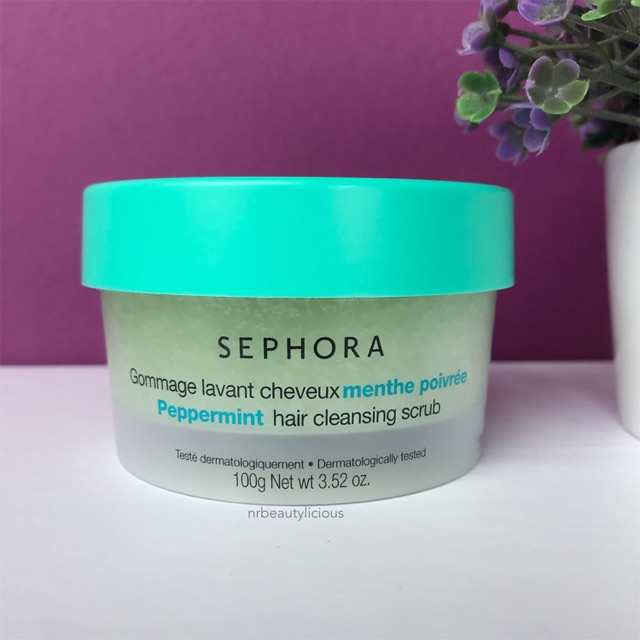 SEPHORA
Gommage lavant cheveux menthe poivrée
Peppermint hair cleansing scrub
Testé dermatologiquement • Dermatologically tested
100g Net wt 3.52 oz.
nrbeautylicious